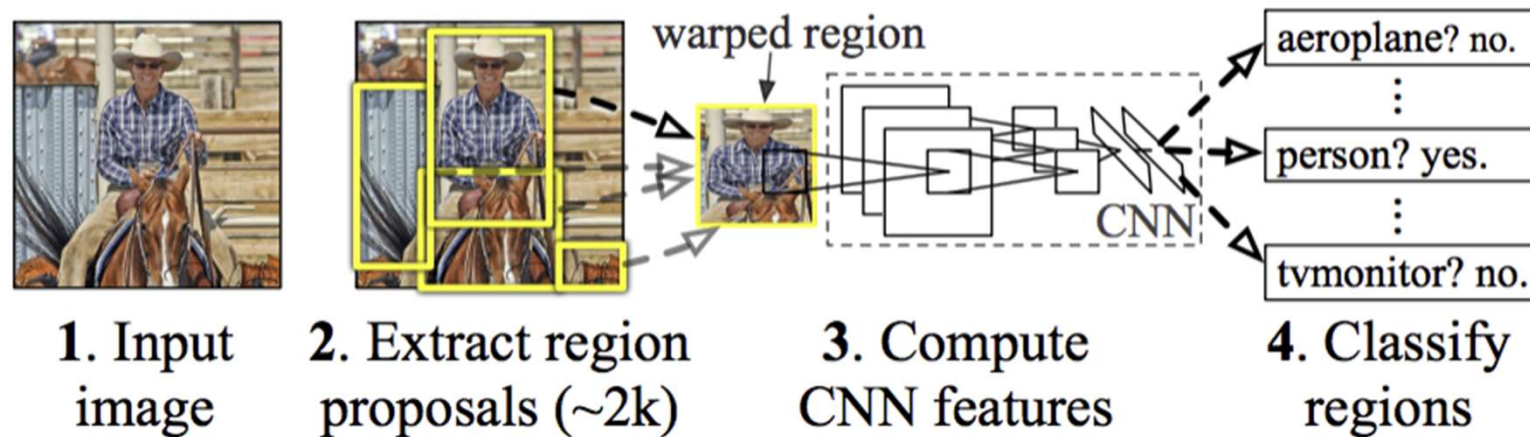 warped region
aeroplane? no.
⋮
person? yes.
⋮
tvmonitor? no.
CNN
1. Input
image
2. Extract region
proposals (~2k)
3. Compute
CNN features
4. Classify
regions